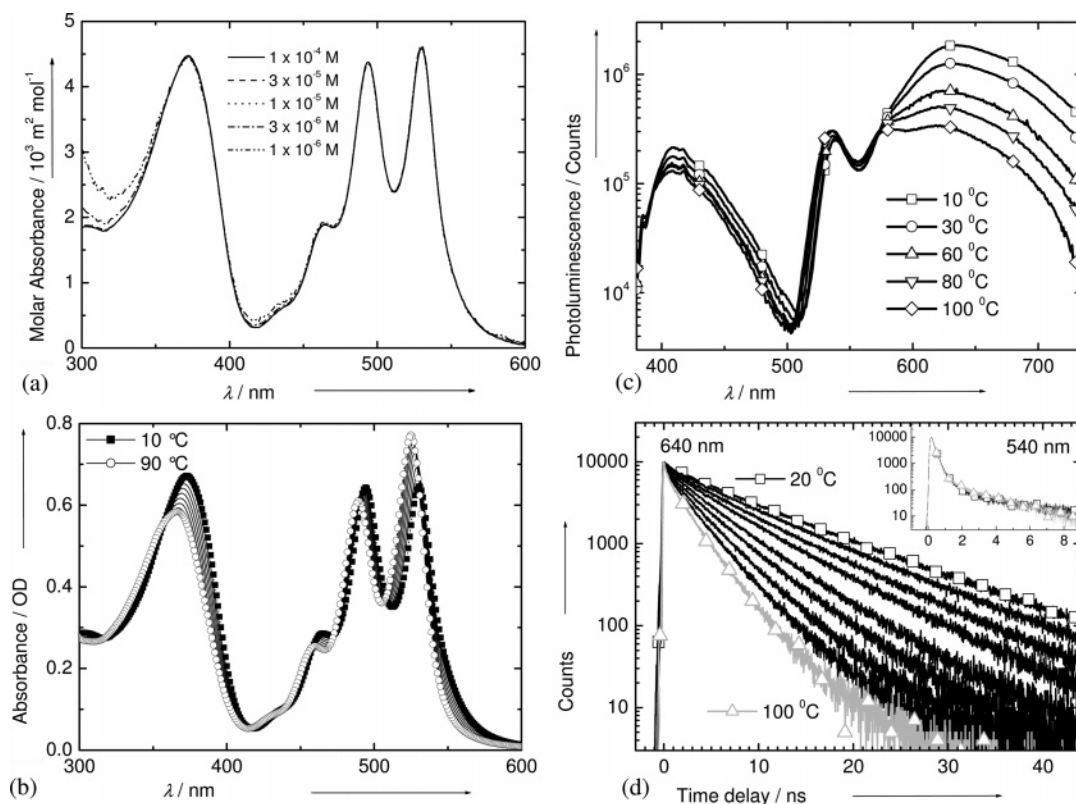 5
4
3
2
1
0
Molar Absorbance / 10³ m² mol⁻¹
1 x 10⁻⁴ M
3 x 10⁻⁵ M
1 x 10⁻⁵ M
3 x 10⁻⁶ M
1 x 10⁻⁶ M
300 400 500 600
(a)
λ / nm
10⁶
10⁵
10⁴
Photoluminescence / Counts
10 ⁰C
30 ⁰C
60 ⁰C
80 ⁰C
100 ⁰C
400 500 600 700
(c)
λ / nm
0.8
0.6
0.4
0.2
0.0
Absorbance / OD
10 ºC
90 ºC
300 350 400 450 500 550 600
(b)
λ / nm
10000
1000
100
10
Counts
640 nm
20 ⁰C
100 ⁰C
540 nm
10000
1000
100
10
0 2 4 6 8
0 10 20 30 40
(d)
Time delay / ns